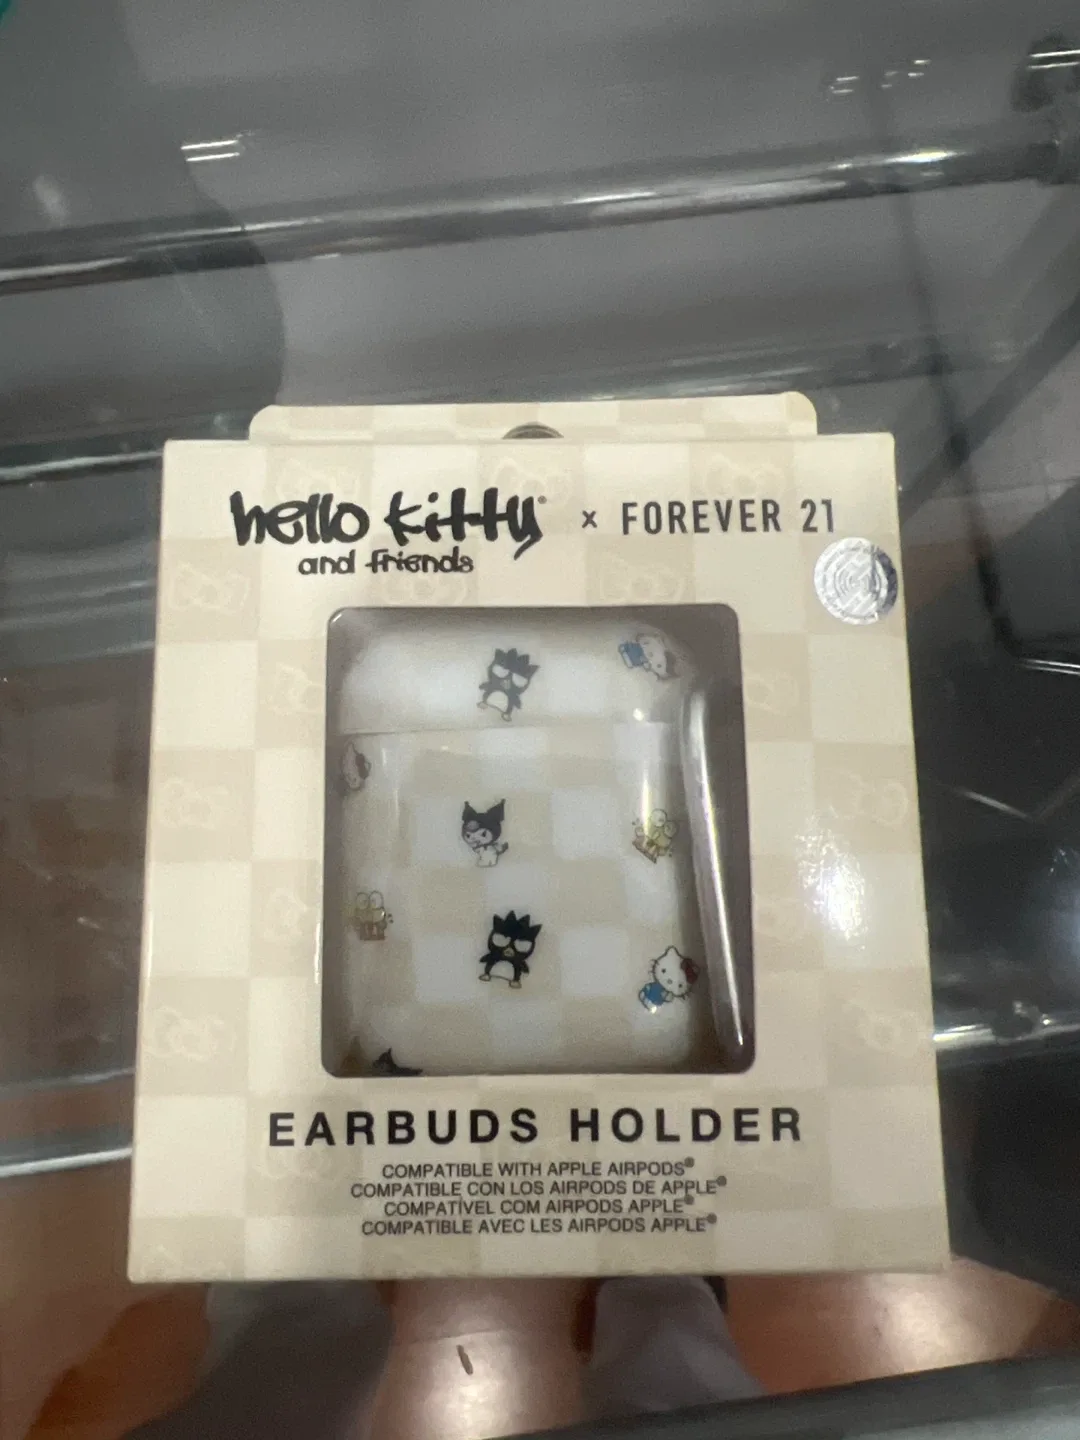 hello kitty® x FOREVER 21
and friends
EARBUDS HOLDER
COMPATIBLE WITH APPLE AIRPODS®
COMPATIBLE CON LOS AIRPODS DE APPLE®
COMPATÍVEL COM AIRPODS APPLE®
COMPATIBLE AVEC LES AIRPODS APPLE®